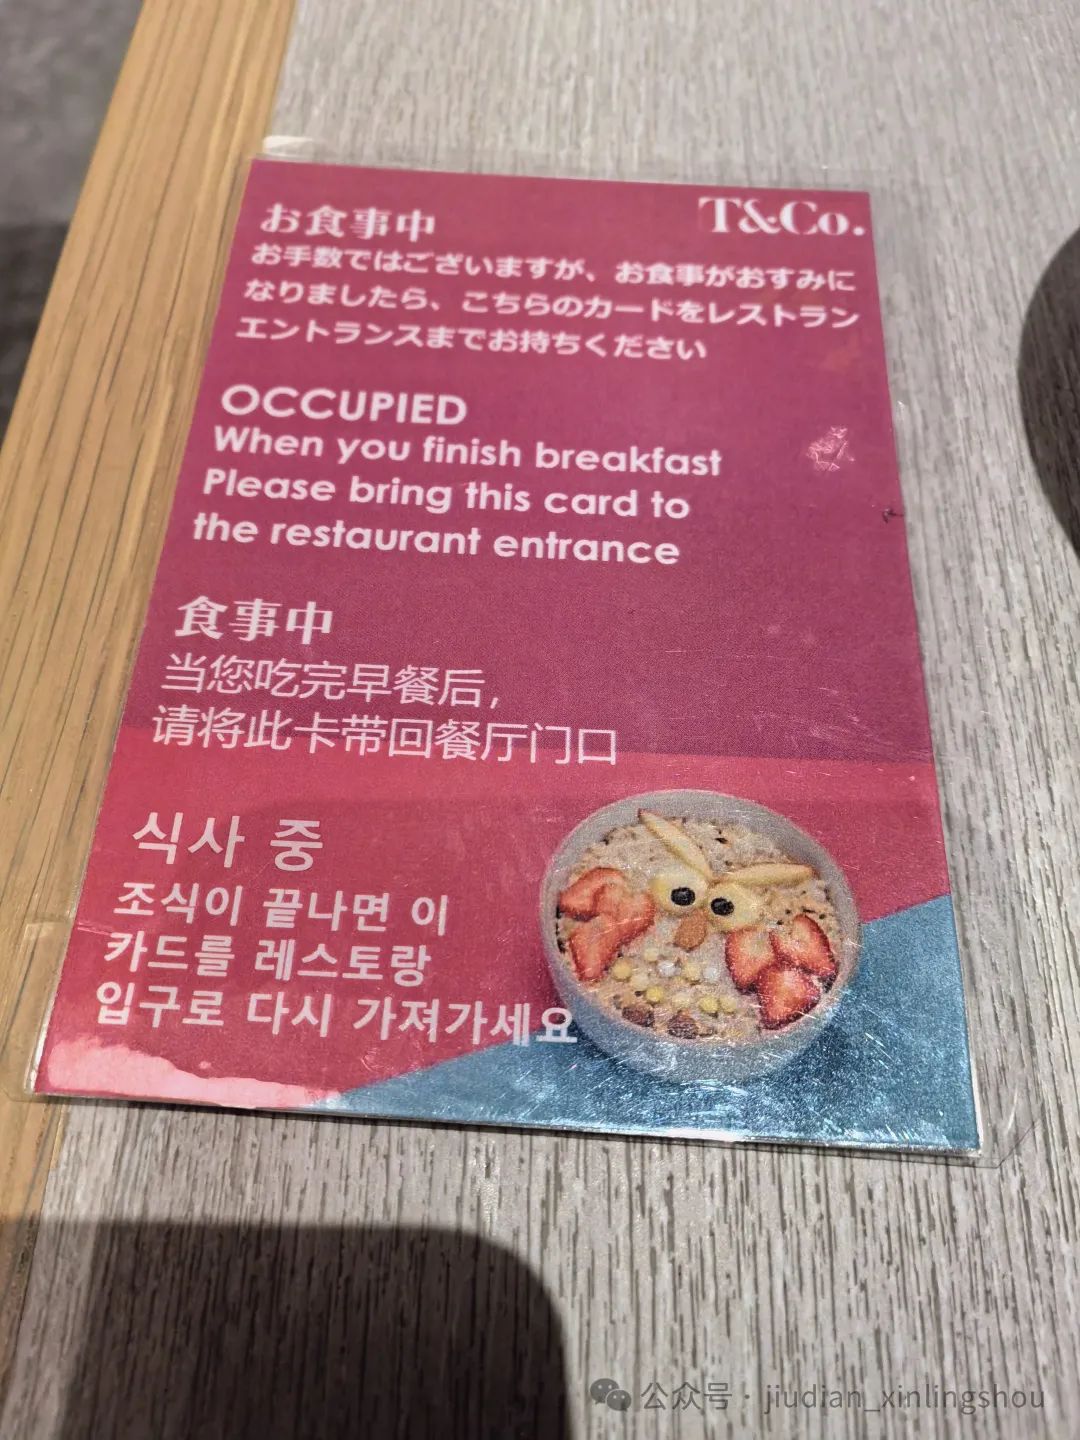 T&Co.
お食事中
お手数ではございますが、お食事がおすみに
なりましたら、こちらのカードをレストラン
エントランスまでお持ちください
OCCUPIED
When you finish breakfast
Please bring this card to
the restaurant entrance
食事中
当您吃完早餐后，
请将此卡带回餐厅门口
식사 중
조식이 끝나면 이
카드를 레스토랑
입구로 다시 가져가세요
公众号 · jiudian_xinlingshou